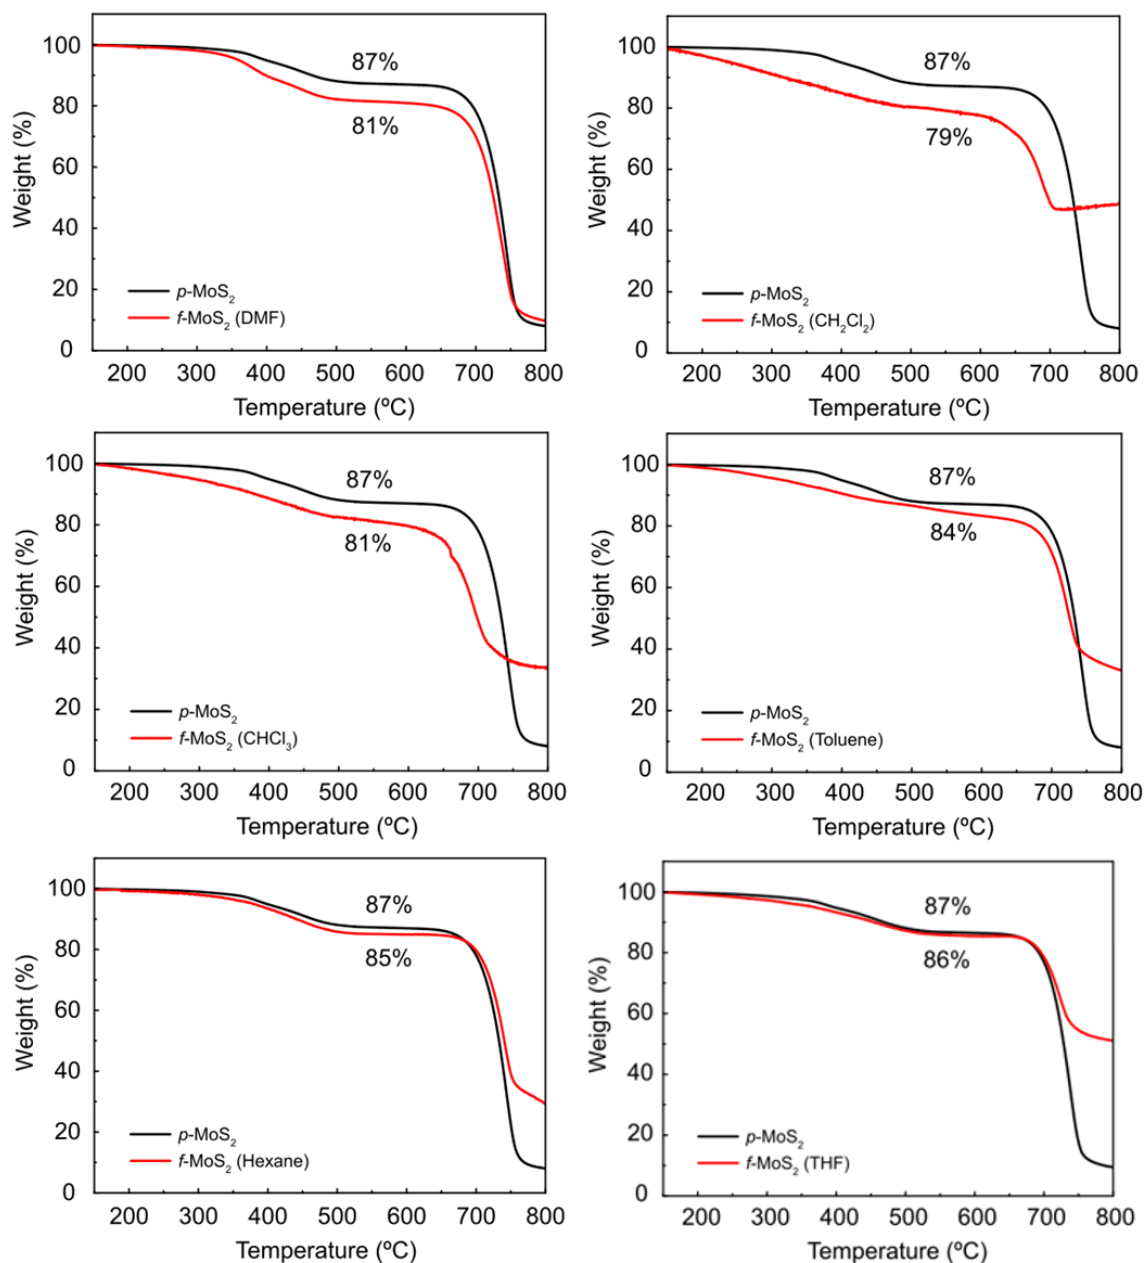 100
80
60
40
20
0
Weight (%)
87%
81%
p-MoS2
f-MoS2 (DMF)
200 300 400 500 600 700 800
Temperature (ºC)
100
80
60
40
20
0
Weight (%)
87%
79%
p-MoS2
f-MoS2 (CH2Cl2)
200 300 400 500 600 700 800
Temperature (ºC)
100
80
60
40
20
0
Weight (%)
87%
81%
p-MoS2
f-MoS2 (CHCl3)
200 300 400 500 600 700 800
Temperature (ºC)
100
80
60
40
20
0
Weight (%)
87%
84%
p-MoS2
f-MoS2 (Toluene)
200 300 400 500 600 700 800
Temperature (ºC)
100
80
60
40
20
0
Weight (%)
87%
85%
p-MoS2
f-MoS2 (Hexane)
200 300 400 500 600 700 800
Temperature (ºC)
100
80
60
40
20
0
Weight (%)
87%
86%
p-MoS2
f-MoS2 (THF)
200 300 400 500 600 700 800
Temperature (ºC)